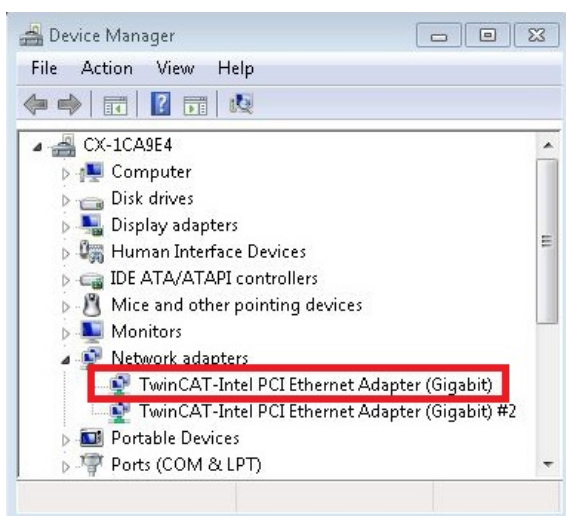 Device Manager
File Action View Help
CX-1CA9E4
Computer
Disk drives
Display adapters
Human Interface Devices
IDE ATA/ATAPI controllers
Mice and other pointing devices
Monitors
Network adapters
TwinCAT-Intel PCI Ethernet Adapter (Gigabit)
TwinCAT-Intel PCI Ethernet Adapter (Gigabit) #2
Portable Devices
Ports (COM & LPT)